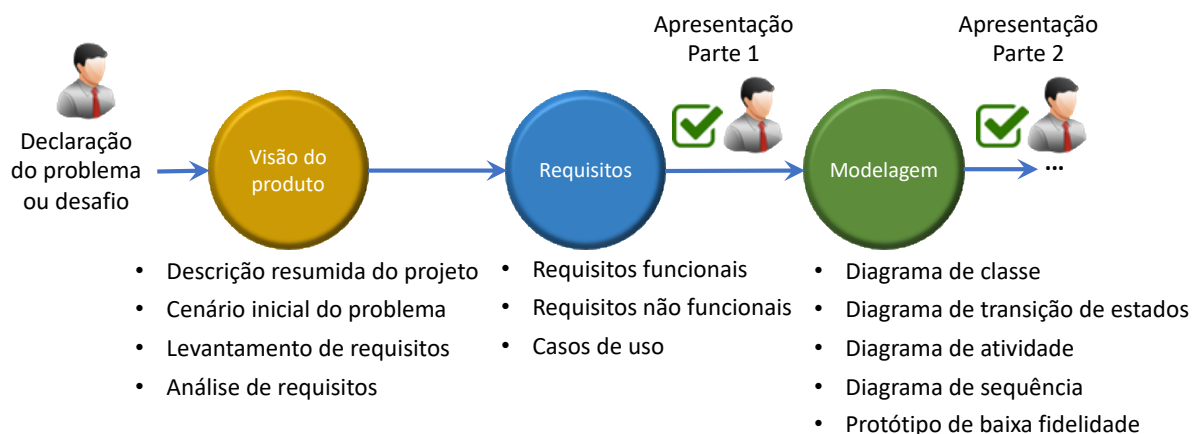 Apresentação
Parte 1
Apresentação
Parte 2
Declaração
do problema
ou desafio
Visão do
produto
Requisitos
Modelagem
...
• Descrição resumida do projeto
• Cenário inicial do problema
• Levantamento de requisitos
• Análise de requisitos
• Requisitos funcionais
• Requisitos não funcionais
• Casos de uso
• Diagrama de classe
• Diagrama de transição de estados
• Diagrama de atividade
• Diagrama de sequência
• Protótipo de baixa fidelidade